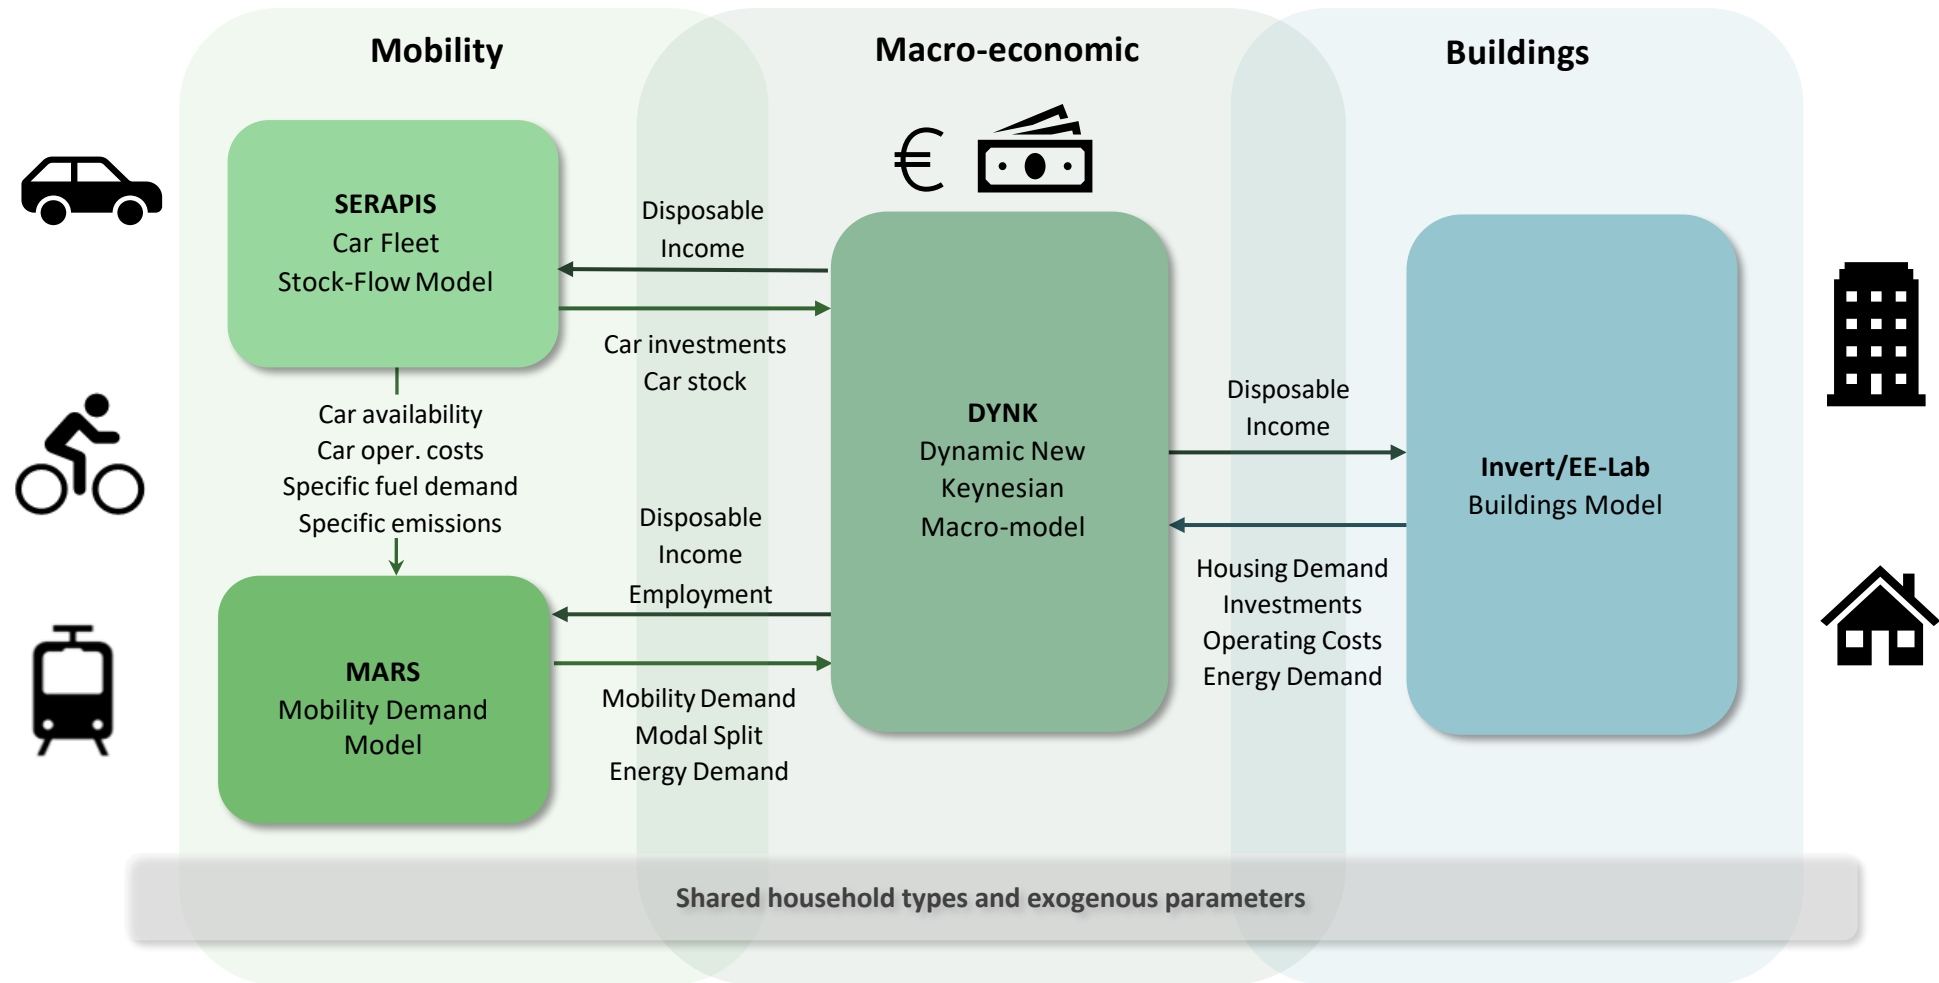 Mobility
Macro-economic
Buildings
€
SERAPIS
Car Fleet
Stock-Flow Model
Disposable
Income
Car investments
Car stock
Car availability
Car oper. costs
Specific fuel demand
Specific emissions
Disposable
Income
Employment
MARS
Mobility Demand
Model
Mobility Demand
Modal Split
Energy Demand
DYNK
Dynamic New
Keynesian
Macro-model
Disposable
Income
Housing Demand
Investments
Operating Costs
Energy Demand
Invert/EE-Lab
Buildings Model
Shared household types and exogenous parameters